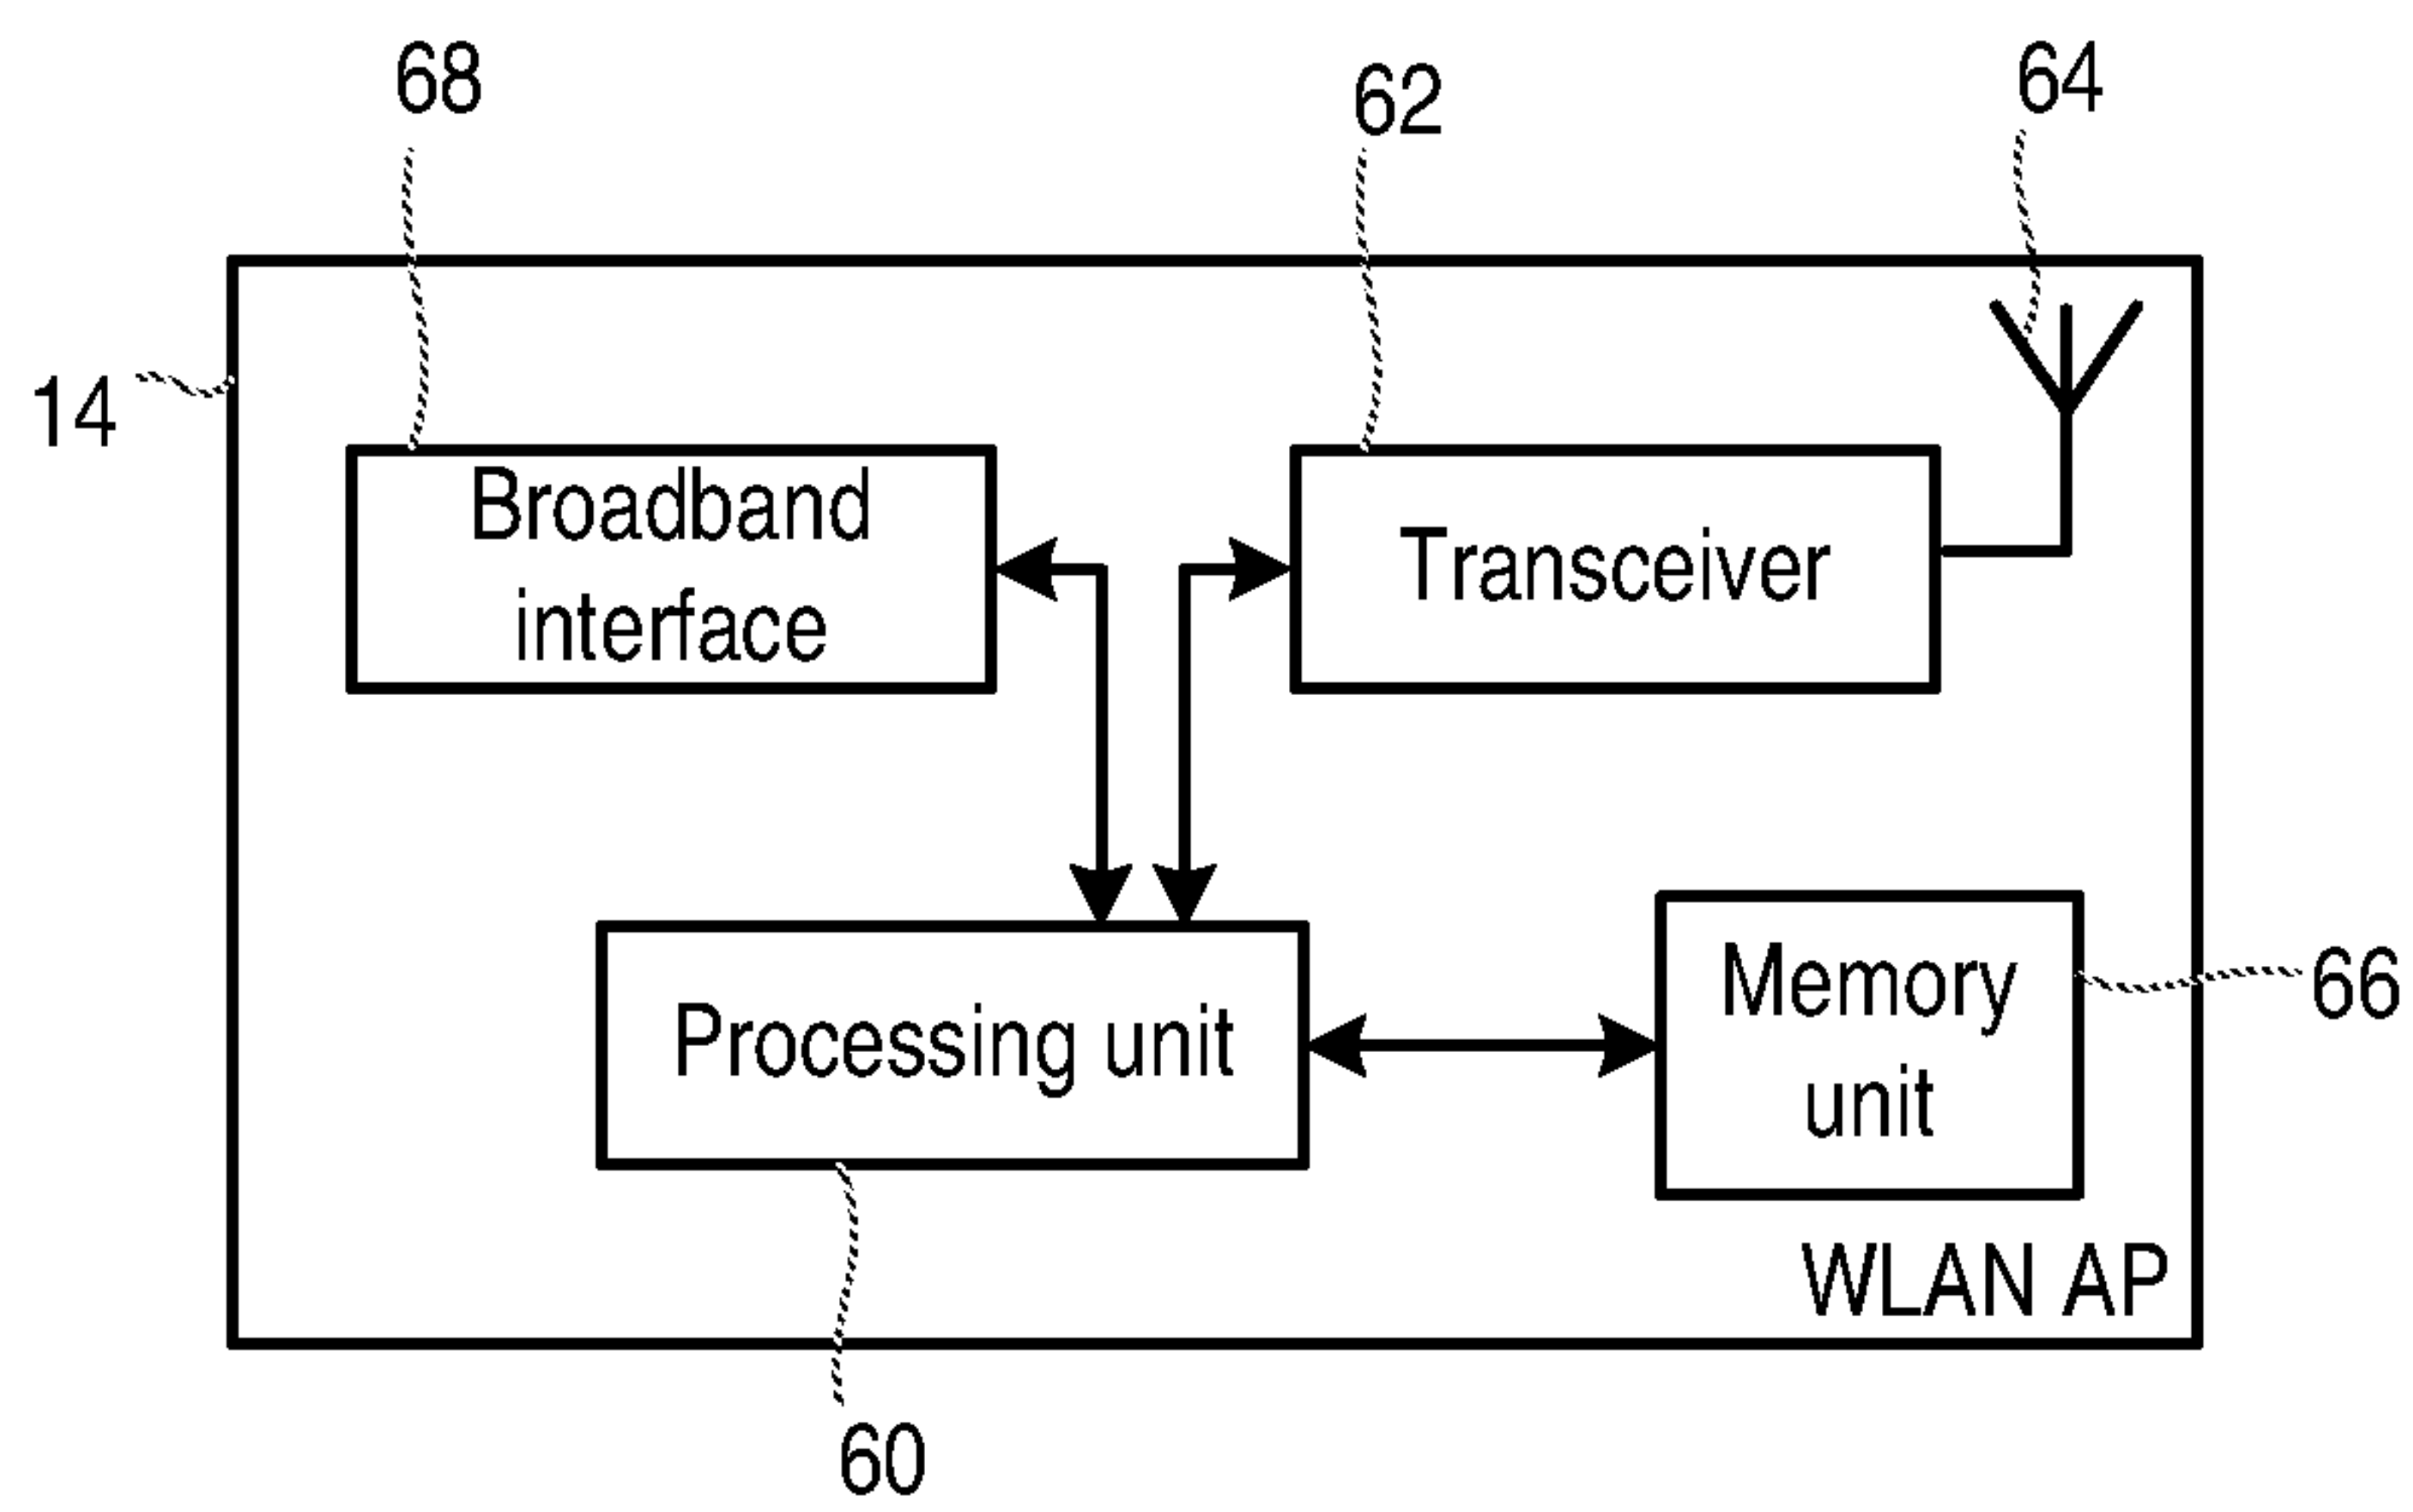 68
62
64
14
Broadband
interface
Transceiver
Processing unit
Memory
unit
66
WLAN AP
60